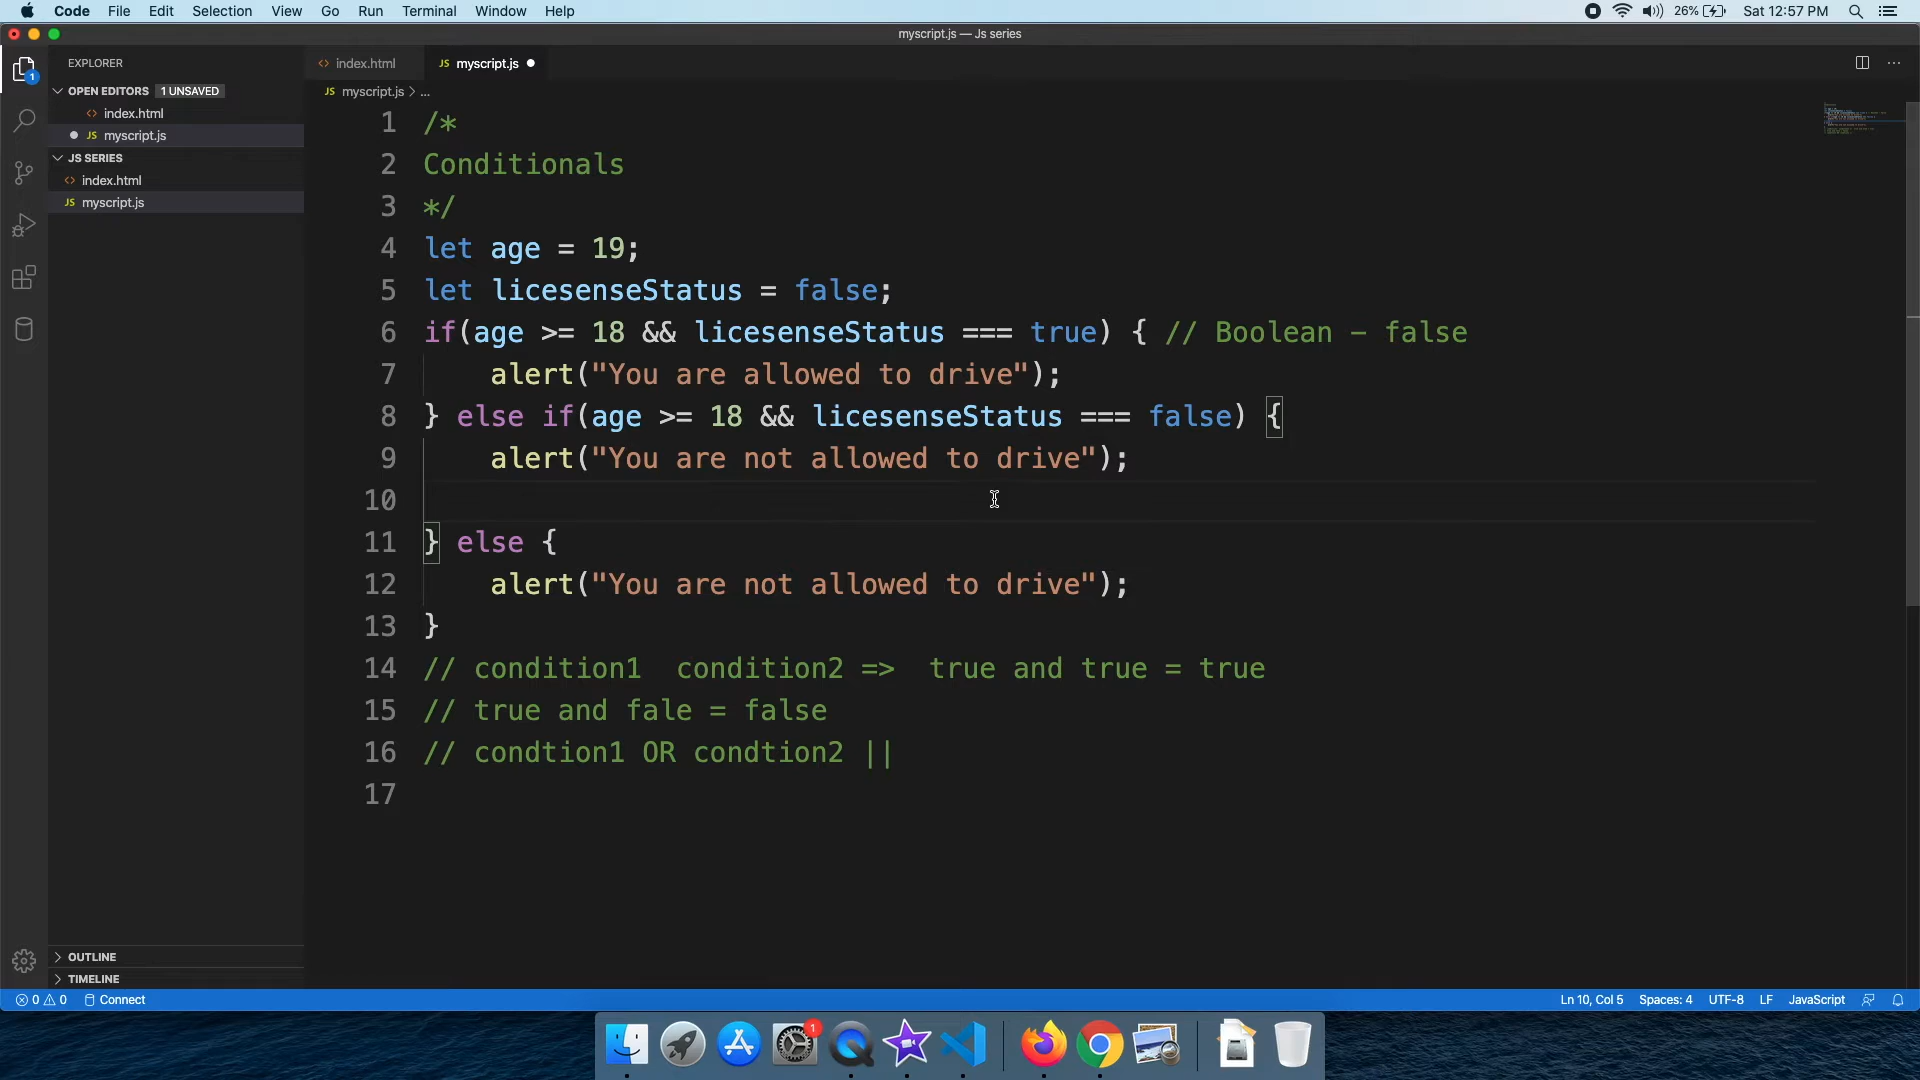 Code File Edit Selection View Go Run Terminal Window Help 26% Sat 12:57 PM
myscript.js — Js series
EXPLORER
OPEN EDITORS 1 UNSAVED
index.html
JS myscript.js
JS SERIES
index.html
JS myscript.js
OUTLINE
TIMELINE
index.html JS myscript.js
JS myscript.js > ...
1 /*
2 Conditionals
3 */
4 let age = 19;
5 let licesenseStatus = false;
6 if(age >= 18 && licesenseStatus === true) { // Boolean - false
7 alert("You are allowed to drive");
8 } else if(age >= 18 && licesenseStatus === false) {
9 alert("You are not allowed to drive");
10
11 } else {
12 alert("You are not allowed to drive");
13 }
14 // condition1 condition2 => true and true = true
15 // true and fale = false
16 // condtion1 OR condtion2 ||
17
0 0 Connect Ln 10, Col 5 Spaces: 4 UTF-8 LF JavaScript
1
1